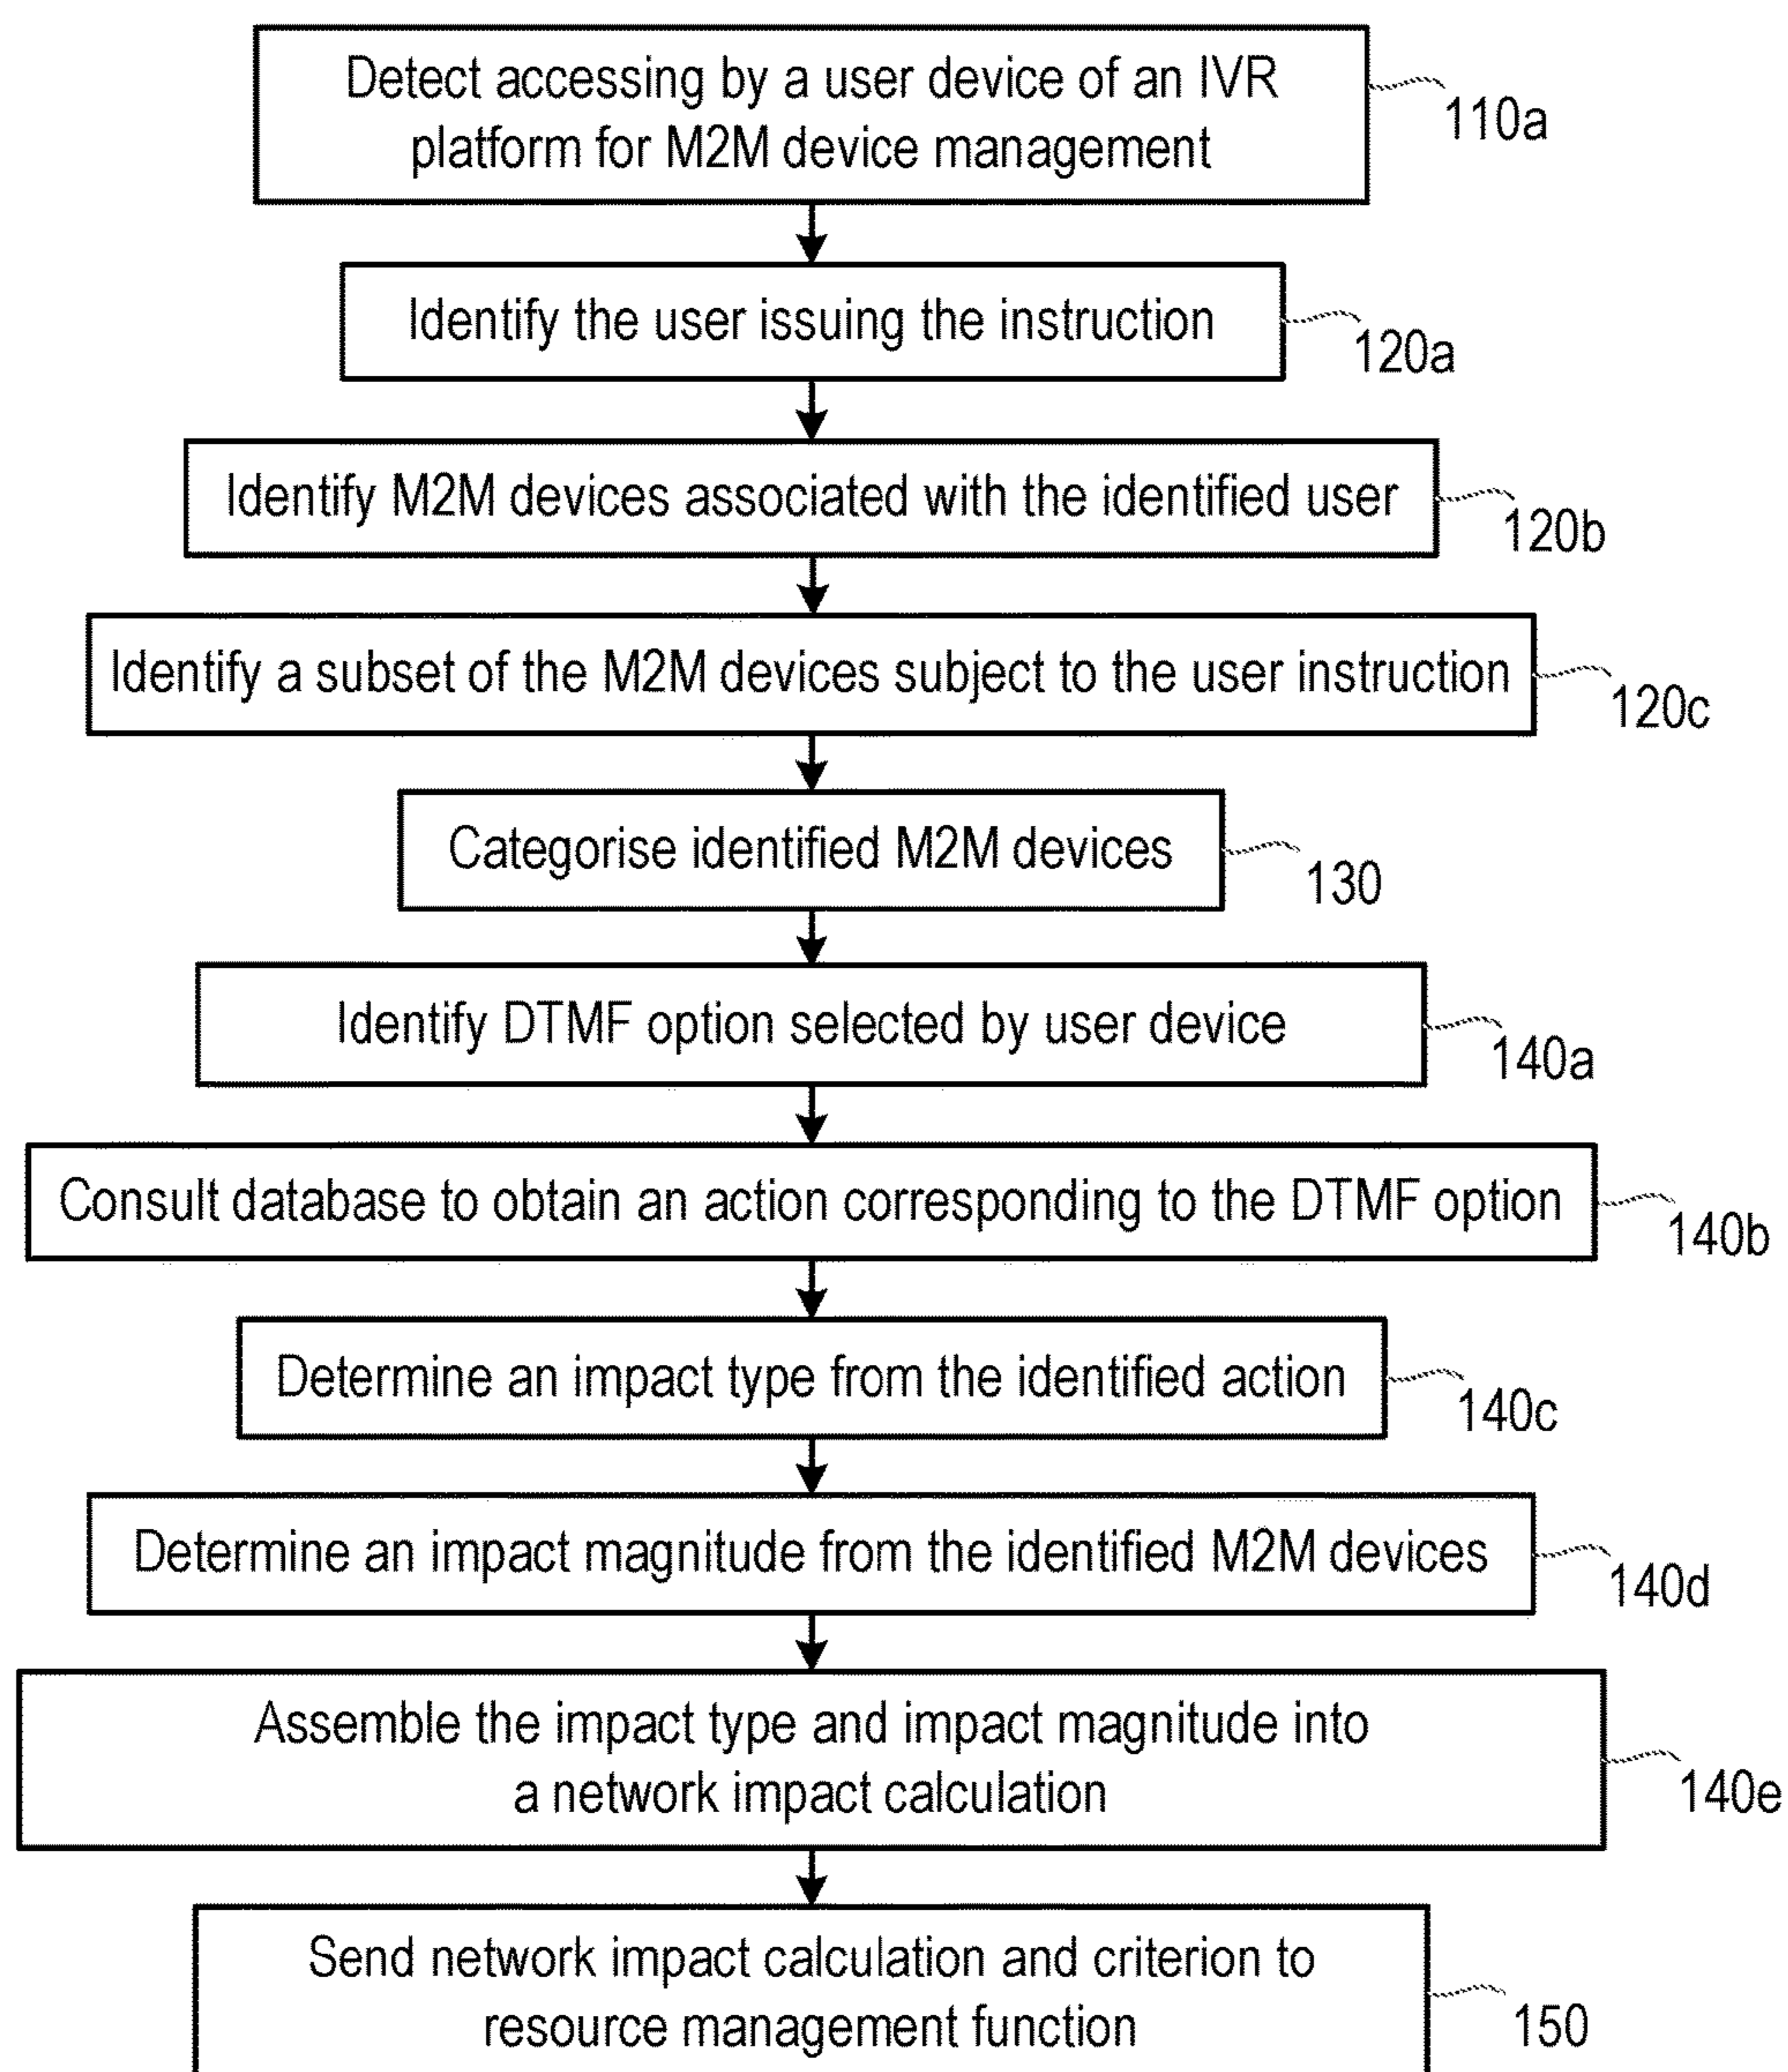 Detect accessing by a user device of an IVR
platform for M2M device management
110a
Identify the user issuing the instruction
120a
Identify M2M devices associated with the identified user
120b
Identify a subset of the M2M devices subject to the user instruction
120c
Categorise identified M2M devices
130
Identify DTMF option selected by user device
140a
Consult database to obtain an action corresponding to the DTMF option
140b
Determine an impact type from the identified action
140c
Determine an impact magnitude from the identified M2M devices
140d
Assemble the impact type and impact magnitude into
a network impact calculation
140e
Send network impact calculation and criterion to
resource management function
150